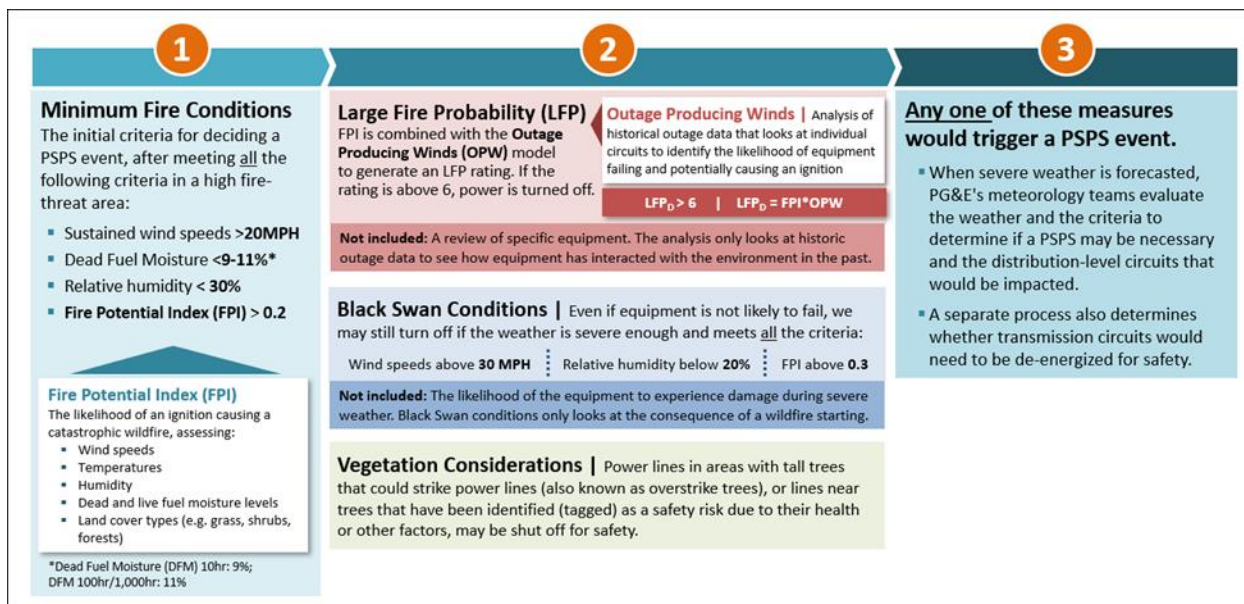 1
Minimum Fire Conditions
The initial criteria for deciding a
PSPS event, after meeting all the
following criteria in a high fire-
threat area:
▪ Sustained wind speeds >20MPH
▪ Dead Fuel Moisture <9-11%*
▪ Relative humidity < 30%
▪ Fire Potential Index (FPI) > 0.2
Fire Potential Index (FPI)
The likelihood of an ignition causing a
catastrophic wildfire, assessing:
▪ Wind speeds
▪ Temperatures
▪ Humidity
▪ Dead and live fuel moisture levels
▪ Land cover types (e.g. grass, shrubs,
forests)
*Dead Fuel Moisture (DFM) 10hr: 9%;
DFM 100hr/1,000hr: 11%
2
Large Fire Probability (LFP)
FPI is combined with the Outage
Producing Winds (OPW) model
to generate an LFP rating. If the
rating is above 6, power is turned off.
Outage Producing Winds | Analysis of
historical outage data that looks at individual
circuits to identify the likelihood of equipment
failing and potentially causing an ignition
LFPD > 6 | LFPD = FPI*OPW
Not included: A review of specific equipment. The analysis only looks at historic
outage data to see how equipment has interacted with the environment in the past.
Black Swan Conditions | Even if equipment is not likely to fail, we
may still turn off if the weather is severe enough and meets all the criteria:
Wind speeds above 30 MPH Relative humidity below 20% FPI above 0.3
Not included: The likelihood of the equipment to experience damage during severe
weather. Black Swan conditions only looks at the consequence of a wildfire starting.
Vegetation Considerations | Power lines in areas with tall trees
that could strike power lines (also known as overstrike trees), or lines near
trees that have been identified (tagged) as a safety risk due to their health
or other factors, may be shut off for safety.
3
Any one of these measures
would trigger a PSPS event.
▪ When severe weather is forecasted,
PG&E's meteorology teams evaluate
the weather and the criteria to
determine if a PSPS may be necessary
and the distribution-level circuits that
would be impacted.
▪ A separate process also determines
whether transmission circuits would
need to be de-energized for safety.